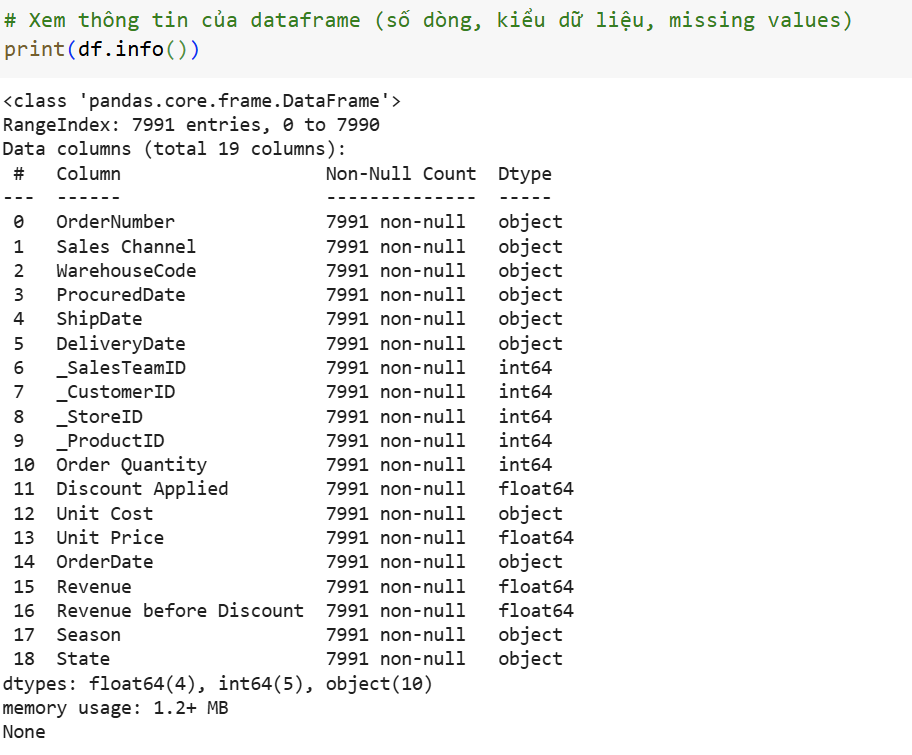 # Xem thông tin của dataframe (số dòng, kiểu dữ liệu, missing values)
print(df.info())
<class 'pandas.core.frame.DataFrame'>
RangeIndex: 7991 entries, 0 to 7990
Data columns (total 19 columns):
 #   Column                   Non-Null Count  Dtype
---  ------                   --------------  -----
 0   OrderNumber              7991 non-null   object
 1   Sales Channel            7991 non-null   object
 2   WarehouseCode            7991 non-null   object
 3   ProcuredDate             7991 non-null   object
 4   ShipDate                 7991 non-null   object
 5   DeliveryDate             7991 non-null   object
 6   _SalesTeamID             7991 non-null   int64
 7   _CustomerID              7991 non-null   int64
 8   _StoreID                 7991 non-null   int64
 9   _ProductID               7991 non-null   int64
 10  Order Quantity           7991 non-null   int64
 11  Discount Applied         7991 non-null   float64
 12  Unit Cost                7991 non-null   object
 13  Unit Price               7991 non-null   float64
 14  OrderDate                7991 non-null   object
 15  Revenue                  7991 non-null   float64
 16  Revenue before Discount  7991 non-null   float64
 17  Season                   7991 non-null   object
 18  State                    7991 non-null   object
dtypes: float64(4), int64(5), object(10)
memory usage: 1.2+ MB
None